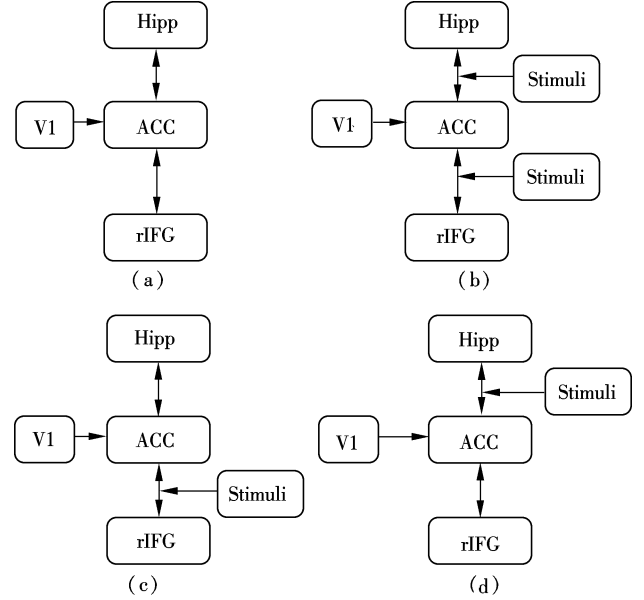 Hipp
V1
ACC
rIFG
(a)
Hipp
Stimuli
V1
ACC
Stimuli
rIFG
(b)
Hipp
V1
ACC
Stimuli
rIFG
(c)
Hipp
Stimuli
V1
ACC
rIFG
(d)